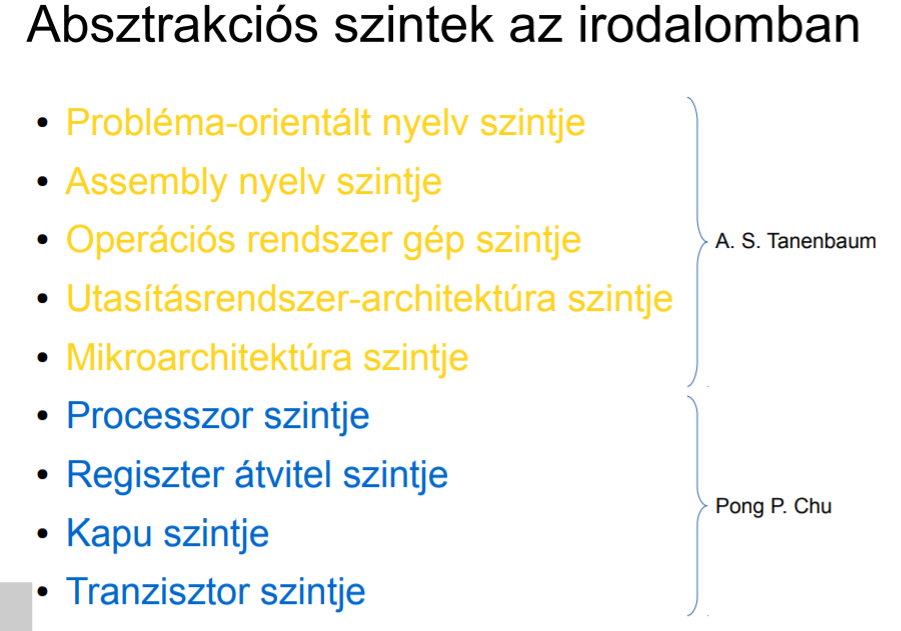 Absztrakciós szintek az irodalomban
• Probléma-orientált nyelv szintje
• Assembly nyelv szintje
• Operációs rendszer gép szintje
• Utasításrendszer-architektúra szintje
• Mikroarchitektúra szintje
A. S. Tanenbaum
• Processzor szintje
• Regiszter átvitel szintje
• Kapu szintje
• Tranzisztor szintje
Pong P. Chu